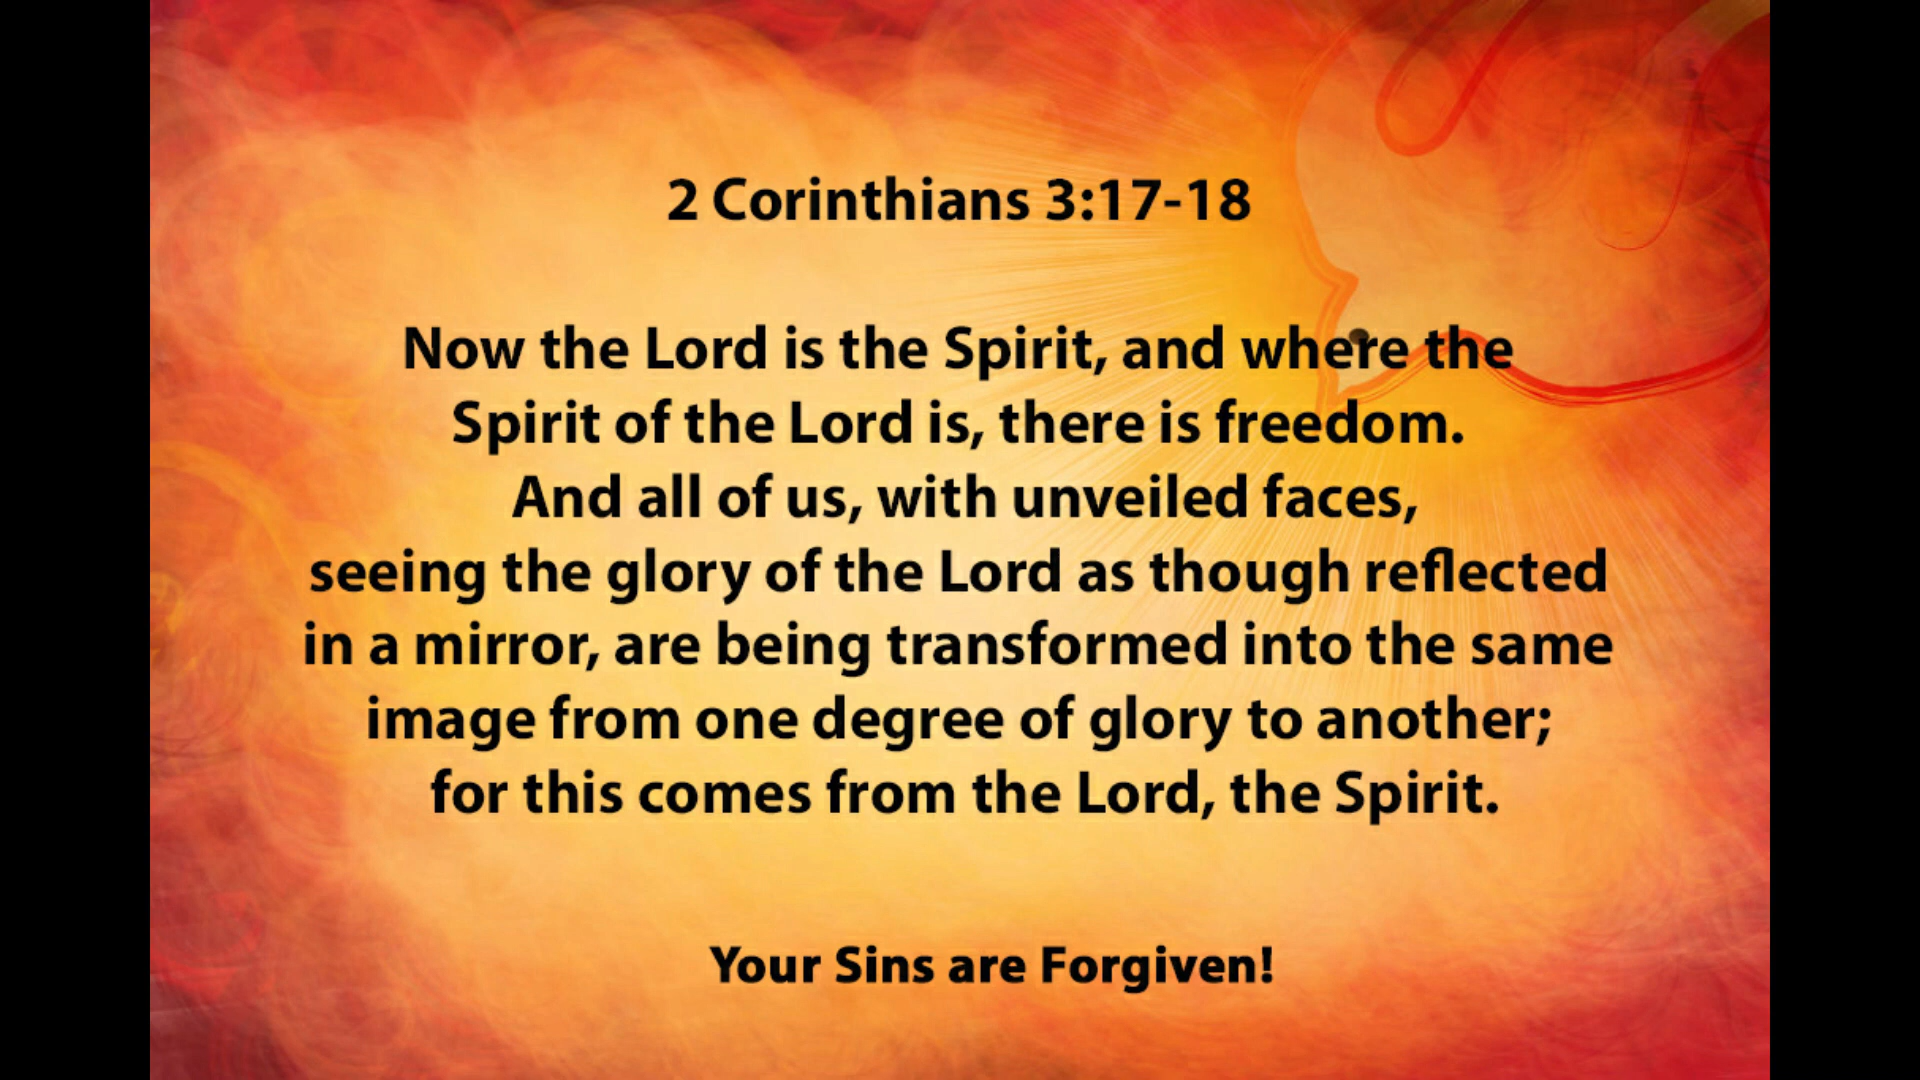 2 Corinthians 3:17-18
Now the Lord is the Spirit, and where the
Spirit of the Lord is, there is freedom.
And all of us, with unveiled faces,
seeing the glory of the Lord as though reflected
in a mirror, are being transformed into the same
image from one degree of glory to another;
for this comes from the Lord, the Spirit.
Your Sins are Forgiven!